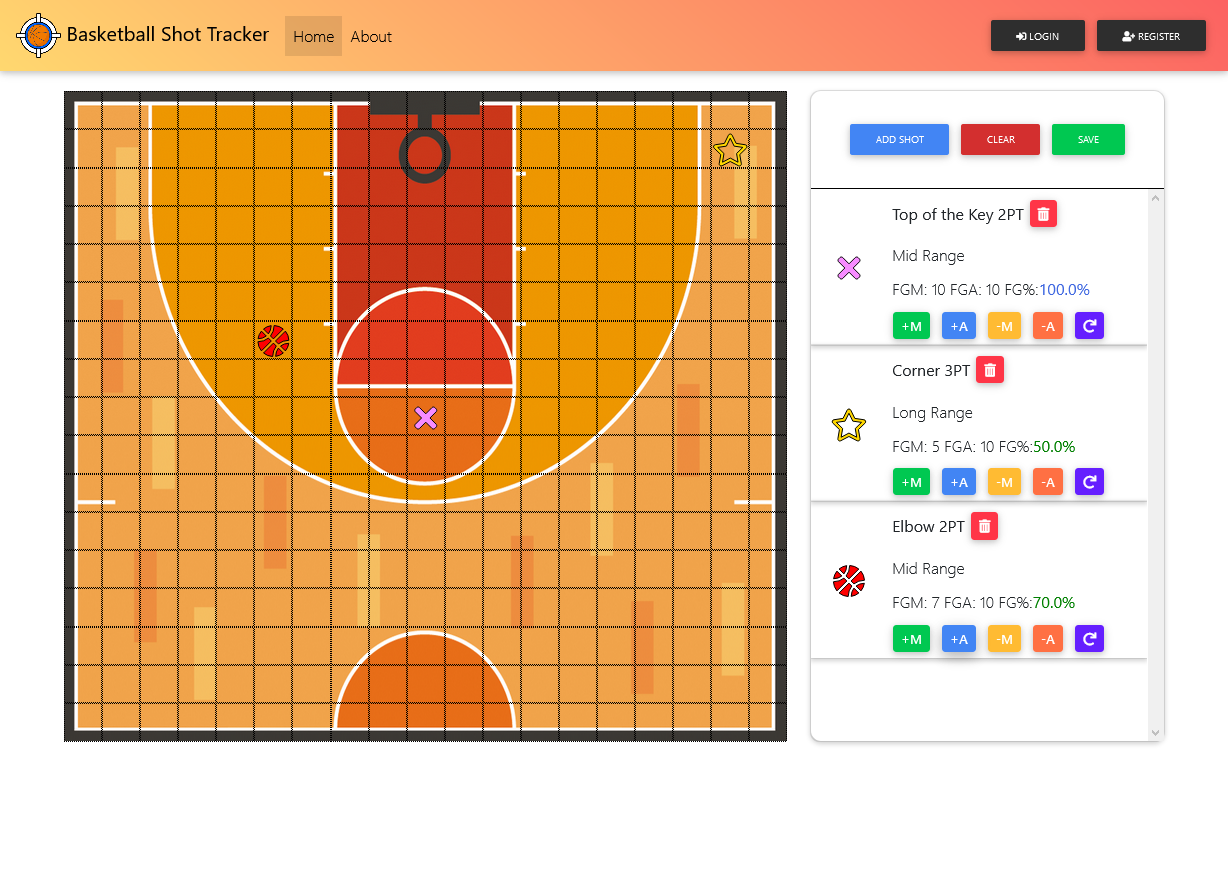 Basketball Shot Tracker
Home
About
LOGIN
REGISTER
ADD SHOT
CLEAR
SAVE
Top of the Key 2PT
Mid Range
FGM: 10 FGA: 10 FG%:100.0%
+M
+A
-M
-A
Corner 3PT
Long Range
FGM: 5 FGA: 10 FG%:50.0%
+M
+A
-M
-A
Elbow 2PT
Mid Range
FGM: 7 FGA: 10 FG%:70.0%
+M
+A
-M
-A